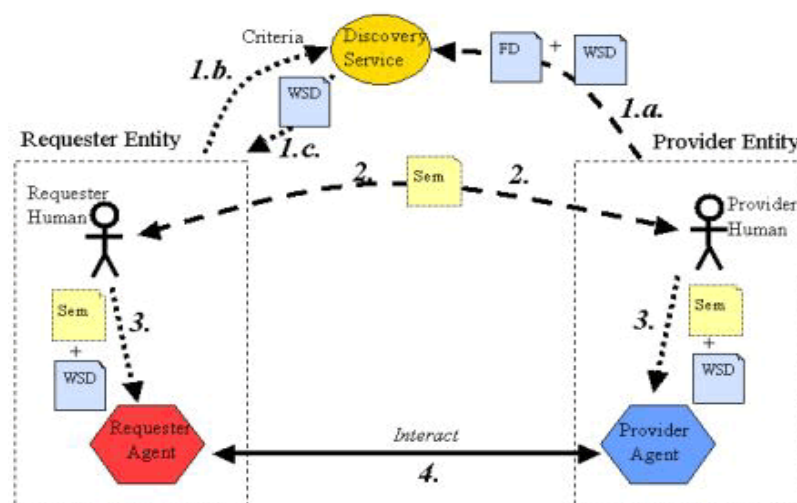 Criteria
Discovery
Service
FD
+
WSD
1.b.
WSD
1.a.
1.c.
Requester Entity
Provider Entity
2.
Sem
2.
Requester
Human
Provider
Human
Sem
3.
+
WSD
3.
Sem
+
WSD
Requester
Agent
Interact
4.
Provider
Agent